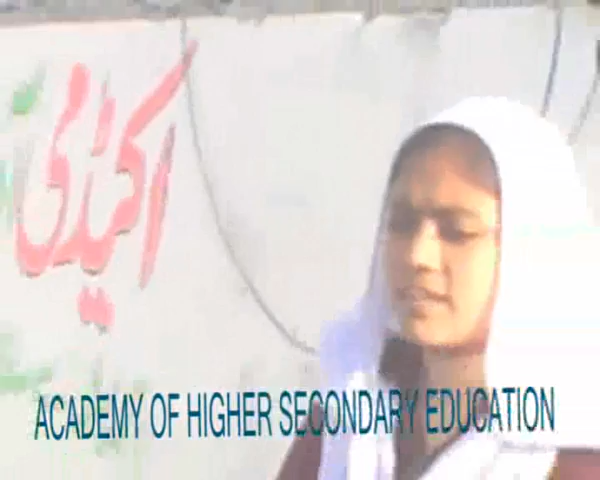 اکیڈمی
ACADEMY OF HIGHER SECONDARY EDUCATION